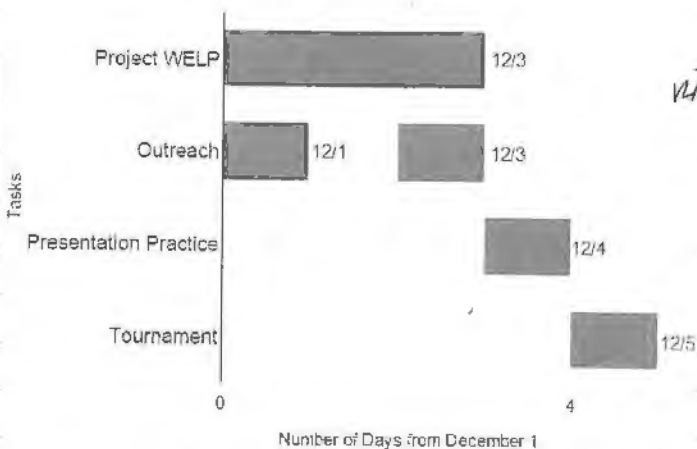 Project WELP
12/3
Outreach
12/1
12/3
Tasks
Presentation Practice
12/4
Tournament
12/5
0
4
Number of Days from December 1